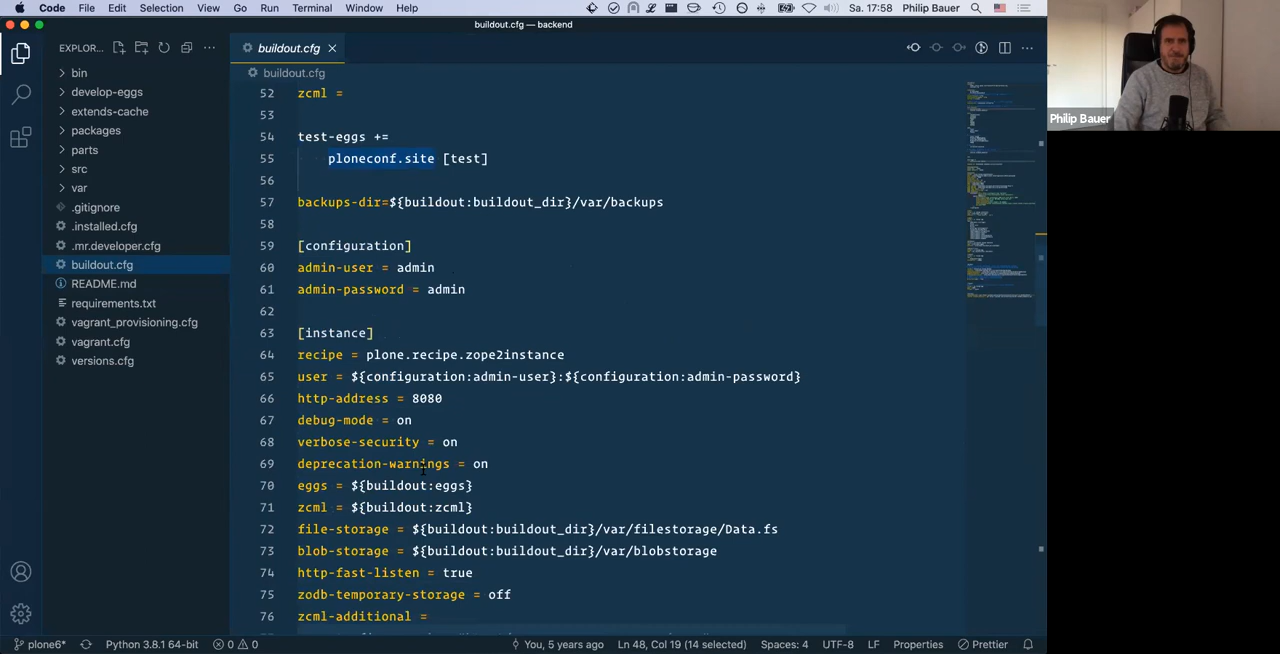 Code File Edit Selection View Go Run Terminal Window Help Sa. 17:58 Philip Bauer
buildout.cfg — backend
EXPLOR... buildout.cfg
buildout.cfg
bin
develop-eggs
extends-cache
packages
parts
src
var
.gitignore
.installed.cfg
.mr.developer.cfg
buildout.cfg
README.md
requirements.txt
vagrant_provisioning.cfg
vagrant.cfg
versions.cfg
52 zcml =
53
54 test-eggs +=
55 ploneconf.site [test]
56
57 backups-dir=${buildout:buildout_dir}/var/backups
58
59 [configuration]
60 admin-user = admin
61 admin-password = admin
62
63 [instance]
64 recipe = plone.recipe.zope2instance
65 user = ${configuration:admin-user}:${configuration:admin-password}
66 http-address = 8080
67 debug-mode = on
68 verbose-security = on
69 deprecation-warnings = on
70 eggs = ${buildout:eggs}
71 zcml = ${buildout:zcml}
72 file-storage = ${buildout:buildout_dir}/var/filestorage/Data.fs
73 blob-storage = ${buildout:buildout_dir}/var/blobstorage
74 http-fast-listen = true
75 zodb-temporary-storage = off
76 zcml-additional =
Philip Bauer
plone6* Python 3.8.1 64-bit 0 0 You, 5 years ago Ln 48, Col 19 (14 selected) Spaces: 4 UTF-8 LF Properties Prettier